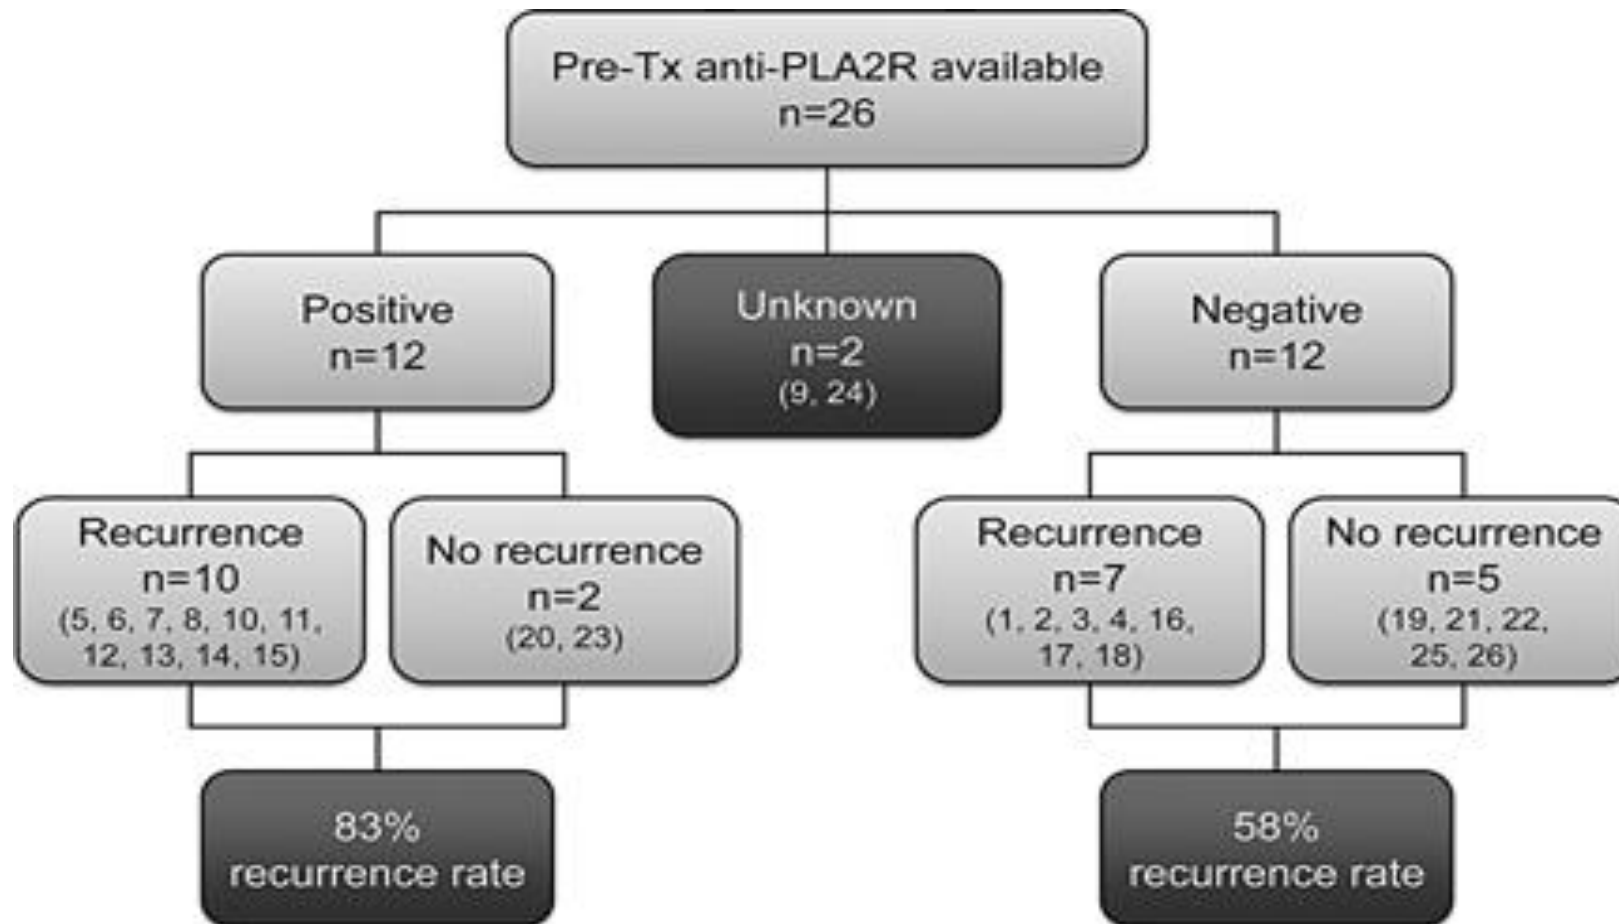 Pre-Tx anti-PLA2R available
n=26
Positive
n=12
Unknown
n=2
(9, 24)
Negative
n=12
Recurrence
n=10
(5, 6, 7, 8, 10, 11,
12, 13, 14, 15)
No recurrence
n=2
(20, 23)
Recurrence
n=7
(1, 2, 3, 4, 16,
17, 18)
No recurrence
n=5
(19, 21, 22,
25, 26)
83%
recurrence rate
58%
recurrence rate